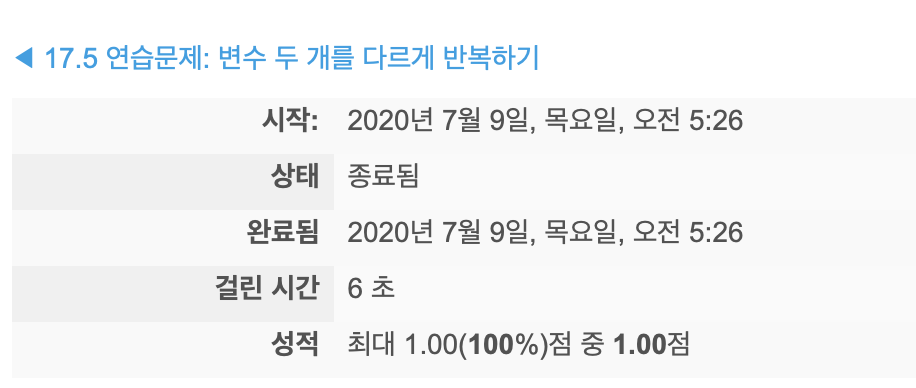 ◀ 17.5 연습문제: 변수 두 개를 다르게 반복하기
시작: 2020년 7월 9일, 목요일, 오전 5:26
상태 종료됨
완료됨 2020년 7월 9일, 목요일, 오전 5:26
걸린 시간 6 초
성적 최대 1.00(100%)점 중 1.00점